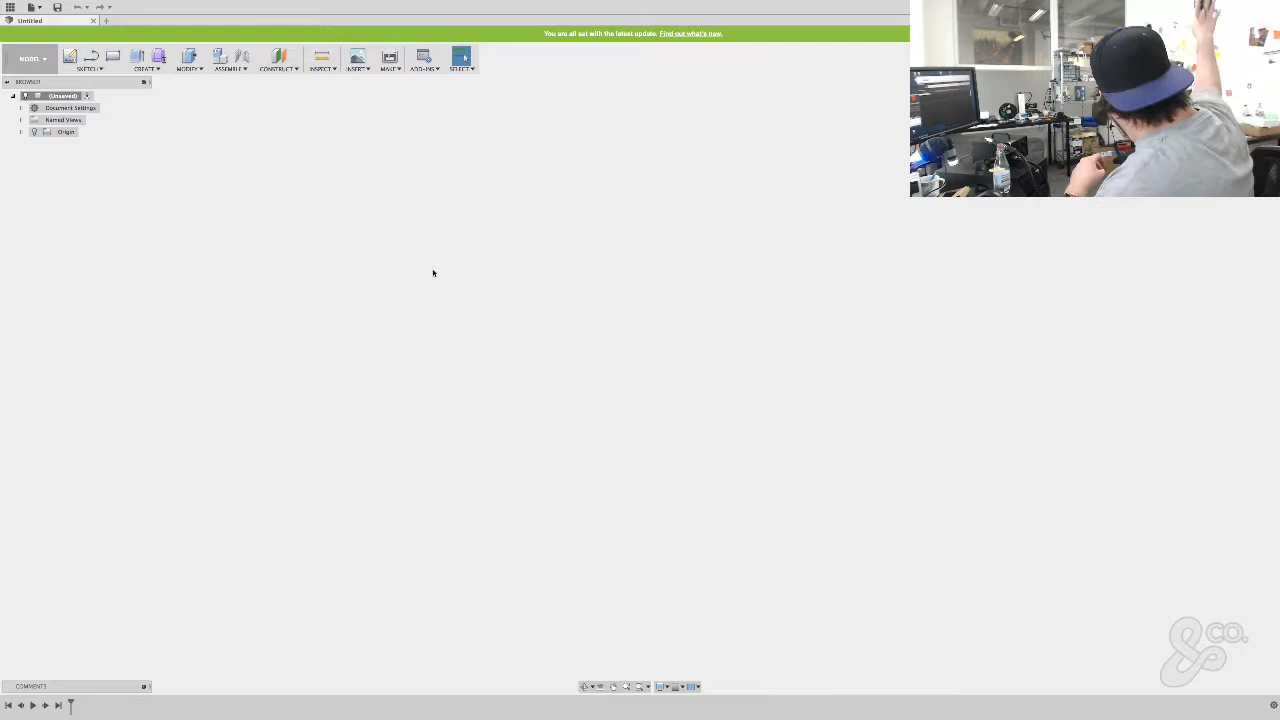 Untitled
You are all set with the latest update. Find out what's new.
MODEL
SKETCH
CREATE
MODIFY
ASSEMBLE
CONSTRUCT
INSPECT
INSERT
MAKE
ADD-INS
SELECT
BROWSER
(Unsaved)
Document Settings
Named Views
Origin
&CO.
COMMENTS